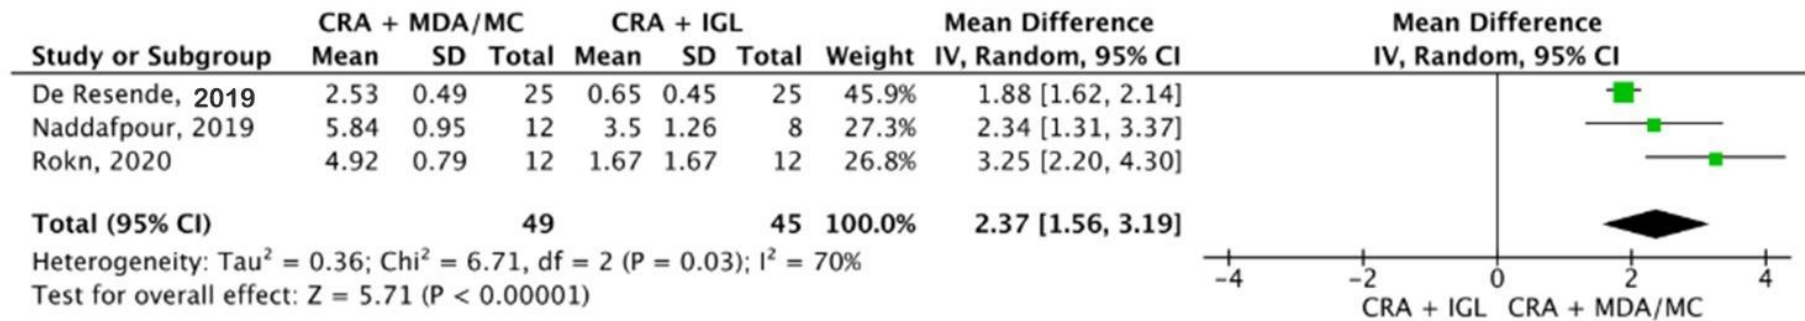 CRA + MDA/MC CRA + IGL Mean Difference Mean Difference
Study or Subgroup Mean SD Total Mean SD Total Weight IV, Random, 95% CI IV, Random, 95% CI
De Resende, 2019 2.53 0.49 25 0.65 0.45 25 45.9% 1.88 [1.62, 2.14]
Naddafpour, 2019 5.84 0.95 12 3.5 1.26 8 27.3% 2.34 [1.31, 3.37]
Rokn, 2020 4.92 0.79 12 1.67 1.67 12 26.8% 3.25 [2.20, 4.30]
Total (95% CI) 49 45 100.0% 2.37 [1.56, 3.19]
Heterogeneity: Tau² = 0.36; Chi² = 6.71, df = 2 (P = 0.03); I² = 70%
Test for overall effect: Z = 5.71 (P < 0.00001)
−4 −2 0 2 4
CRA + IGL CRA + MDA/MC